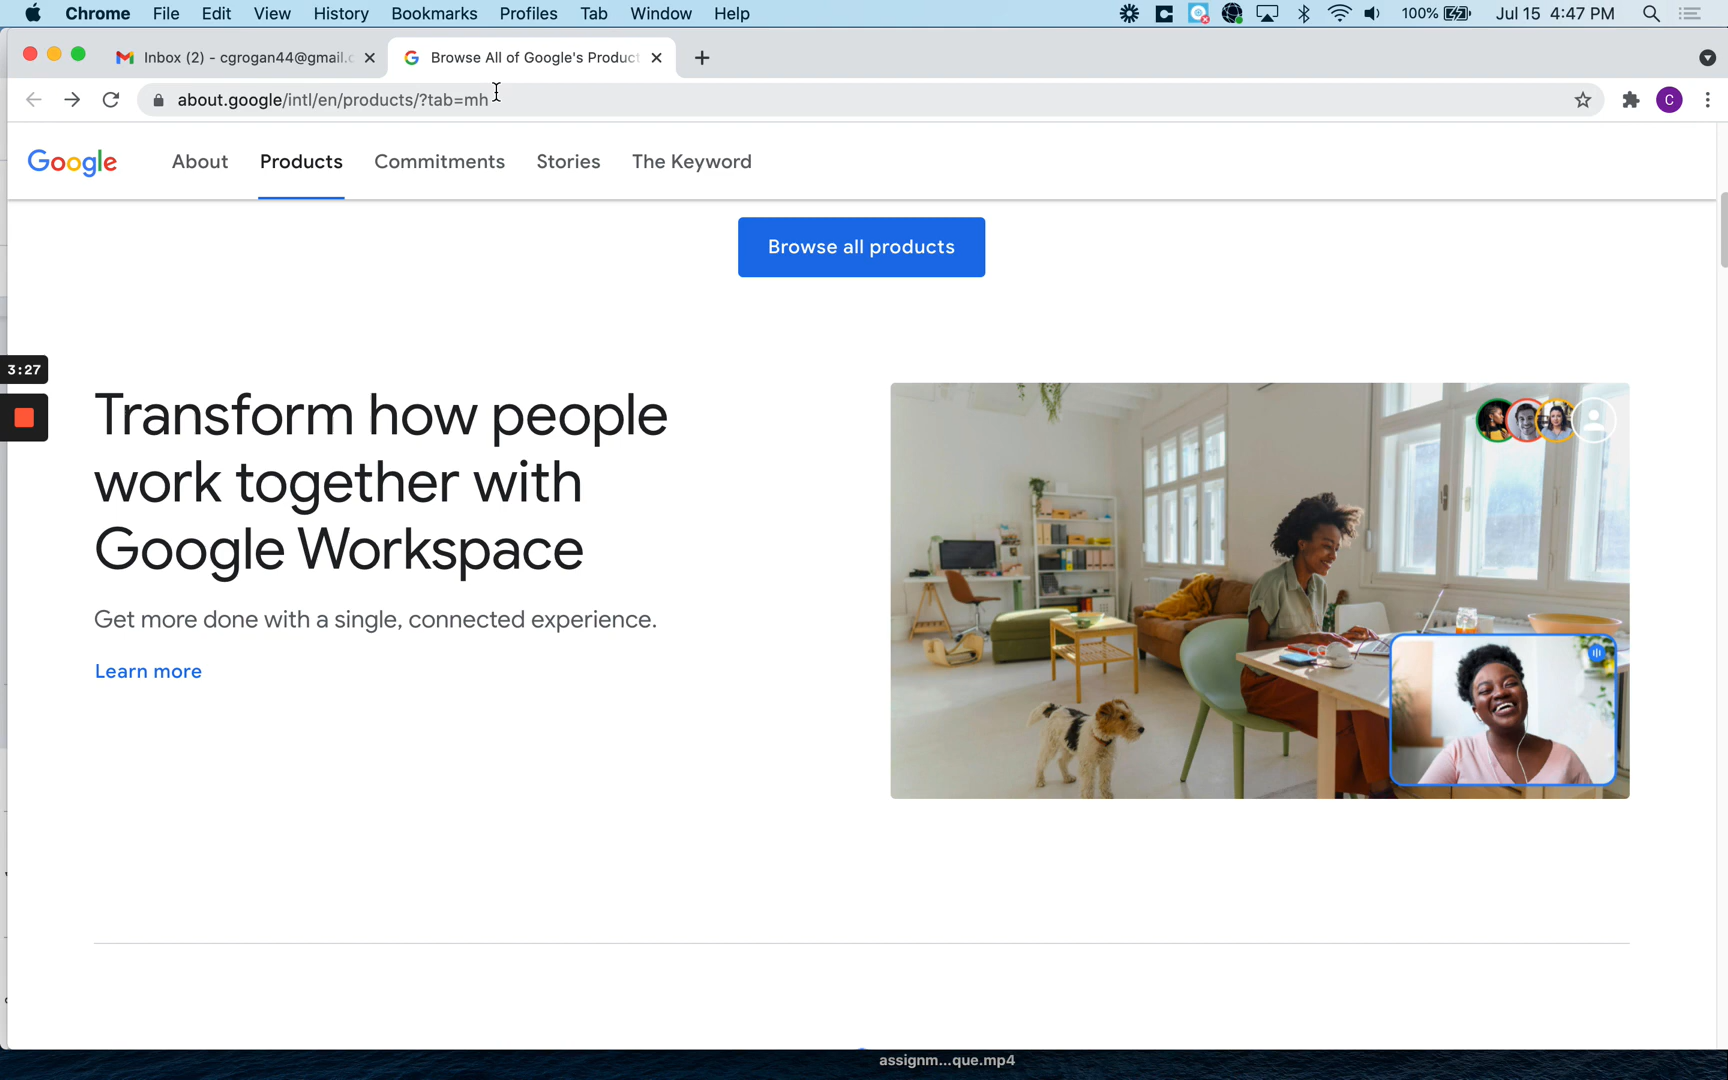 Chrome File Edit View History Bookmarks Profiles Tab Window Help 100% Jul 15 4:47 PM
Inbox (2) - cgrogan44@gmail.c Browse All of Google's Product
about.google/intl/en/products/?tab=mh C
Google About Products Commitments Stories The Keyword
Browse all products
3:27
Transform how people
work together with
Google Workspace
Get more done with a single, connected experience.
Learn more
assignm...que.mp4